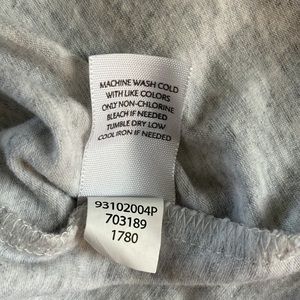 MACHINE WASH COLD
WITH LIKE COLORS
ONLY NON-CHLORINE
BLEACH IF NEEDED
TUMBLE DRY LOW
COOL IRON IF NEEDED
93102004P
703189
1780